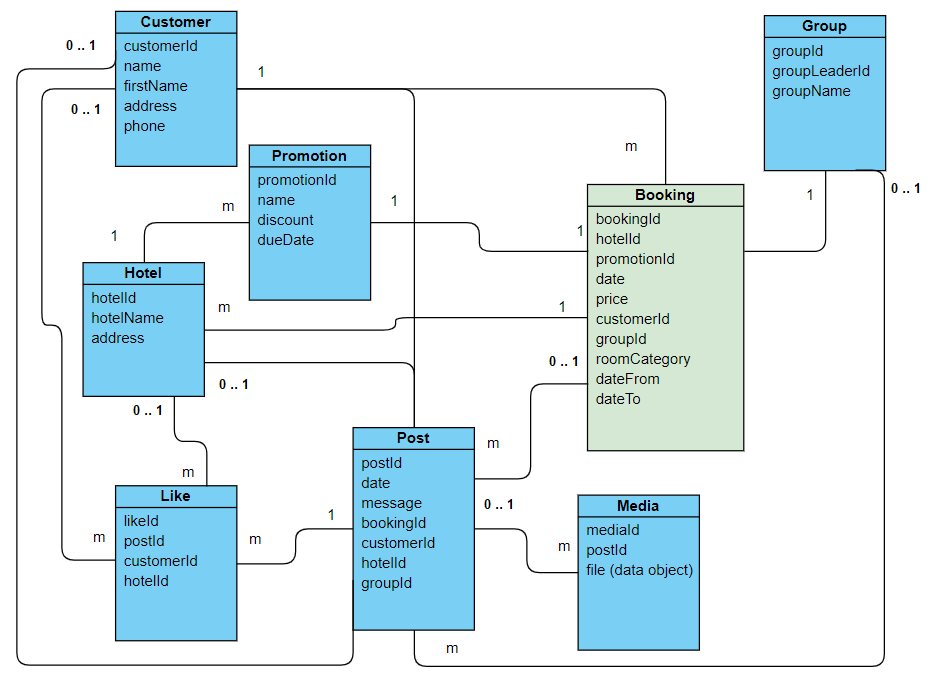 Customer
customerId
name
firstName
address
phone
Group
groupId
groupLeaderId
groupName
Promotion
promotionId
name
discount
dueDate
Booking
bookingId
hotelId
promotionId
date
price
customerId
groupId
roomCategory
dateFrom
dateTo
Hotel
hotelId
hotelName
address
Post
postId
date
message
bookingId
customerId
hotelId
groupId
Like
likeId
postId
customerId
hotelId
Media
mediaId
postId
file (data object)
0 .. 1
0 .. 1
1
m
0 .. 1
1
m
1
1
1
m
1
0 .. 1
0 .. 1
0 .. 1
m
m
m
m
1
0 .. 1
m
m